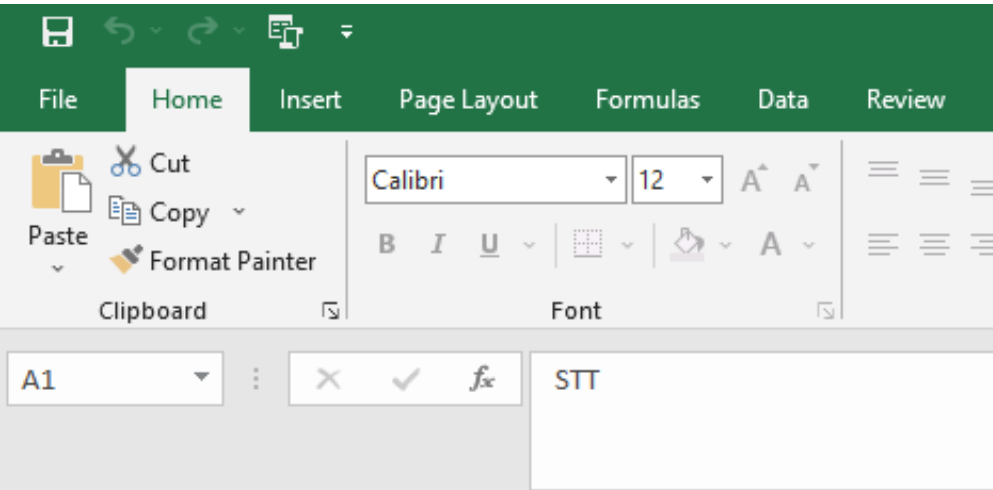 File Home Insert Page Layout Formulas Data Review
Cut
Calibri 12 A A
Copy
Paste
B I U A
Format Painter
Clipboard Font
A1 fx STT